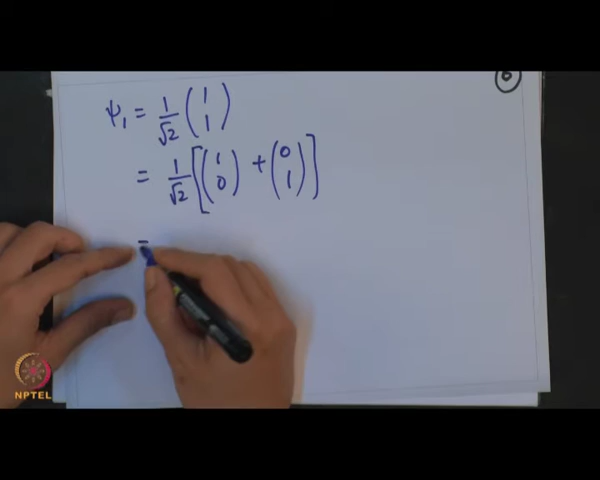 6
ψ₁ = 1/√2 (1 1)
= 1/√2 [(1 0) + (0 1)]
=
NPTEL